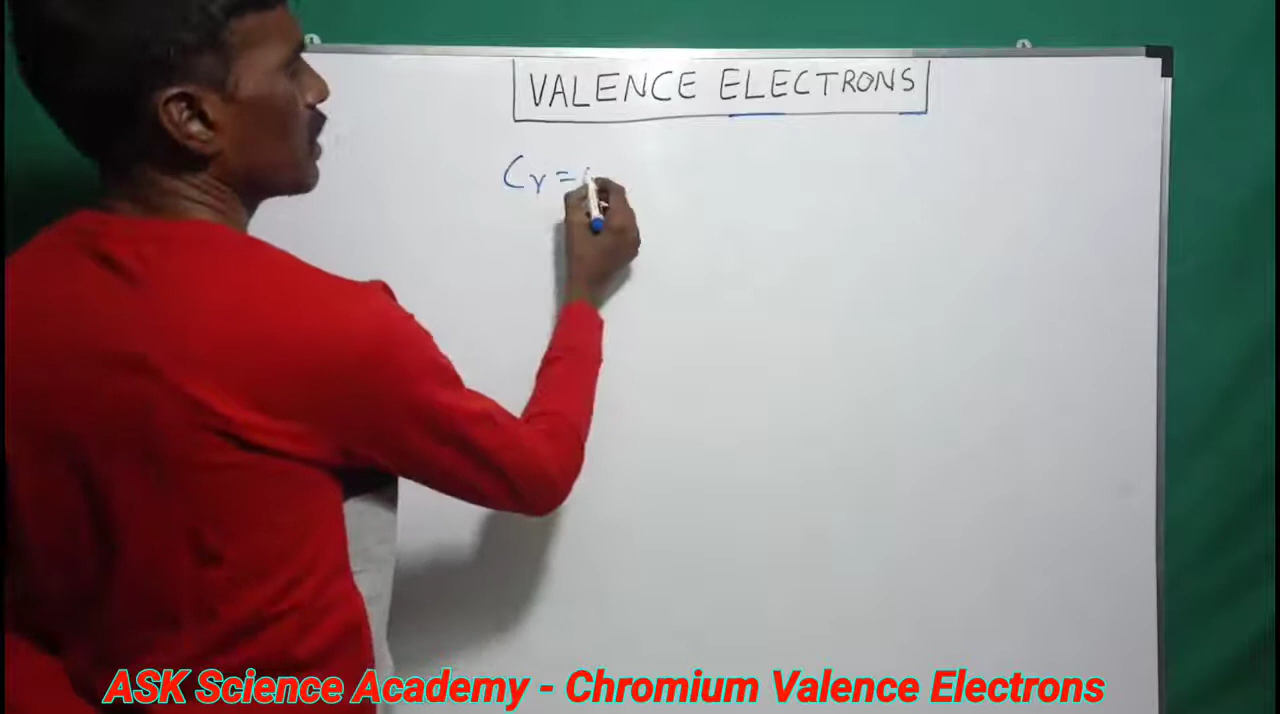 VALENCE ELECTRONS
Cr =
ASK Science Academy - Chromium Valence Electrons